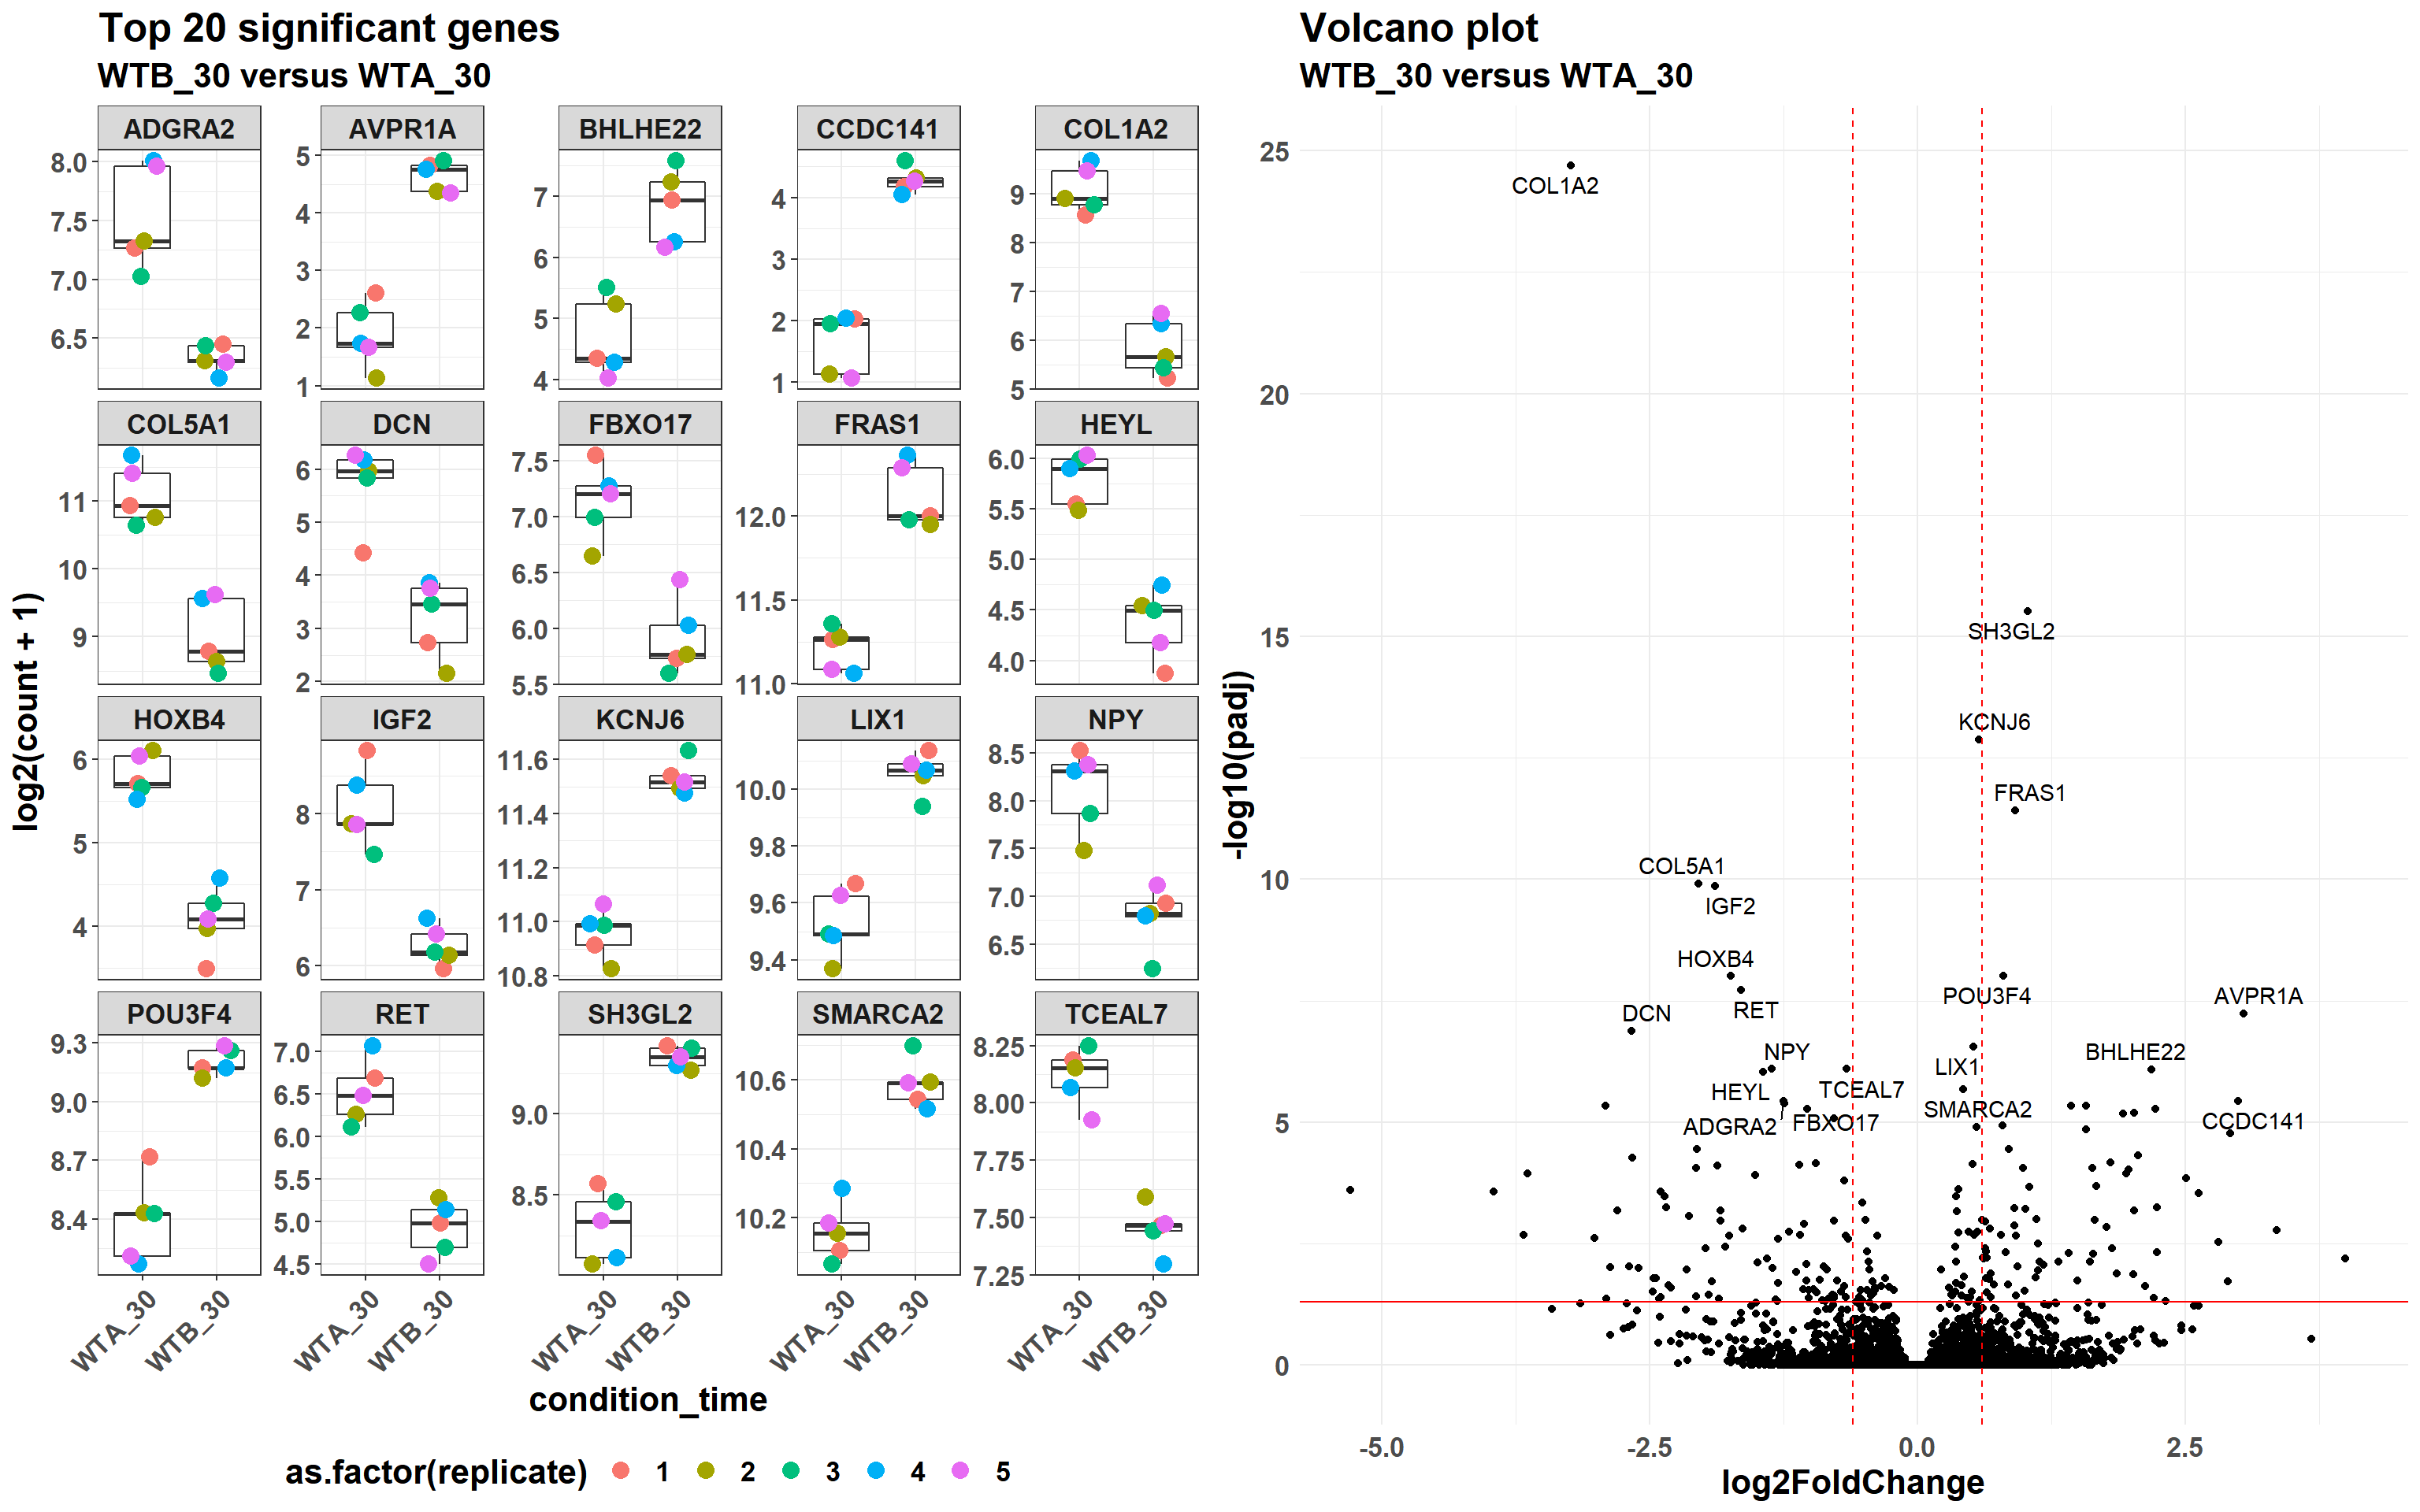 Top 20 significant genes
WTB_30 versus WTA_30
ADGRA2 AVPR1A BHLHE22 CCDC141 COL1A2
8.0 7.5 7.0 6.5
5 4 3 2 1
7 6 5 4
4 3 2 1
9 8 7 6 5
COL5A1 DCN FBXO17 FRAS1 HEYL
11 10 9
6 5 4 3 2
7.5 7.0 6.5 6.0 5.5
12.0 11.5 11.0
6.0 5.5 5.0 4.5 4.0
HOXB4 IGF2 KCNJ6 LIX1 NPY
6 5 4
8 7 6
11.6 11.4 11.2 11.0 10.8
10.0 9.8 9.6 9.4
8.5 8.0 7.5 7.0 6.5
POU3F4 RET SH3GL2 SMARCA2 TCEAL7
9.3 9.0 8.7 8.4
7.0 6.5 6.0 5.5 5.0 4.5
9.0 8.5
10.6 10.4 10.2
8.25 8.00 7.75 7.50 7.25
WTA_30 WTB_30 WTA_30 WTB_30 WTA_30 WTB_30 WTA_30 WTB_30 WTA_30 WTB_30
log2(count + 1)
condition_time
as.factor(replicate) 1 2 3 4 5
Volcano plot
WTB_30 versus WTA_30
25
20
15
10
5
0
-log10(padj)
COL1A2
SH3GL2
KCNJ6
FRAS1
COL5A1
IGF2
HOXB4
RET
POU3F4
AVPR1A
DCN
NPY
LIX1
BHLHE22
HEYL
TCEAL7
SMARCA2
ADGRA2
FBXO17
CCDC141
-5.0 -2.5 0.0 2.5
log2FoldChange